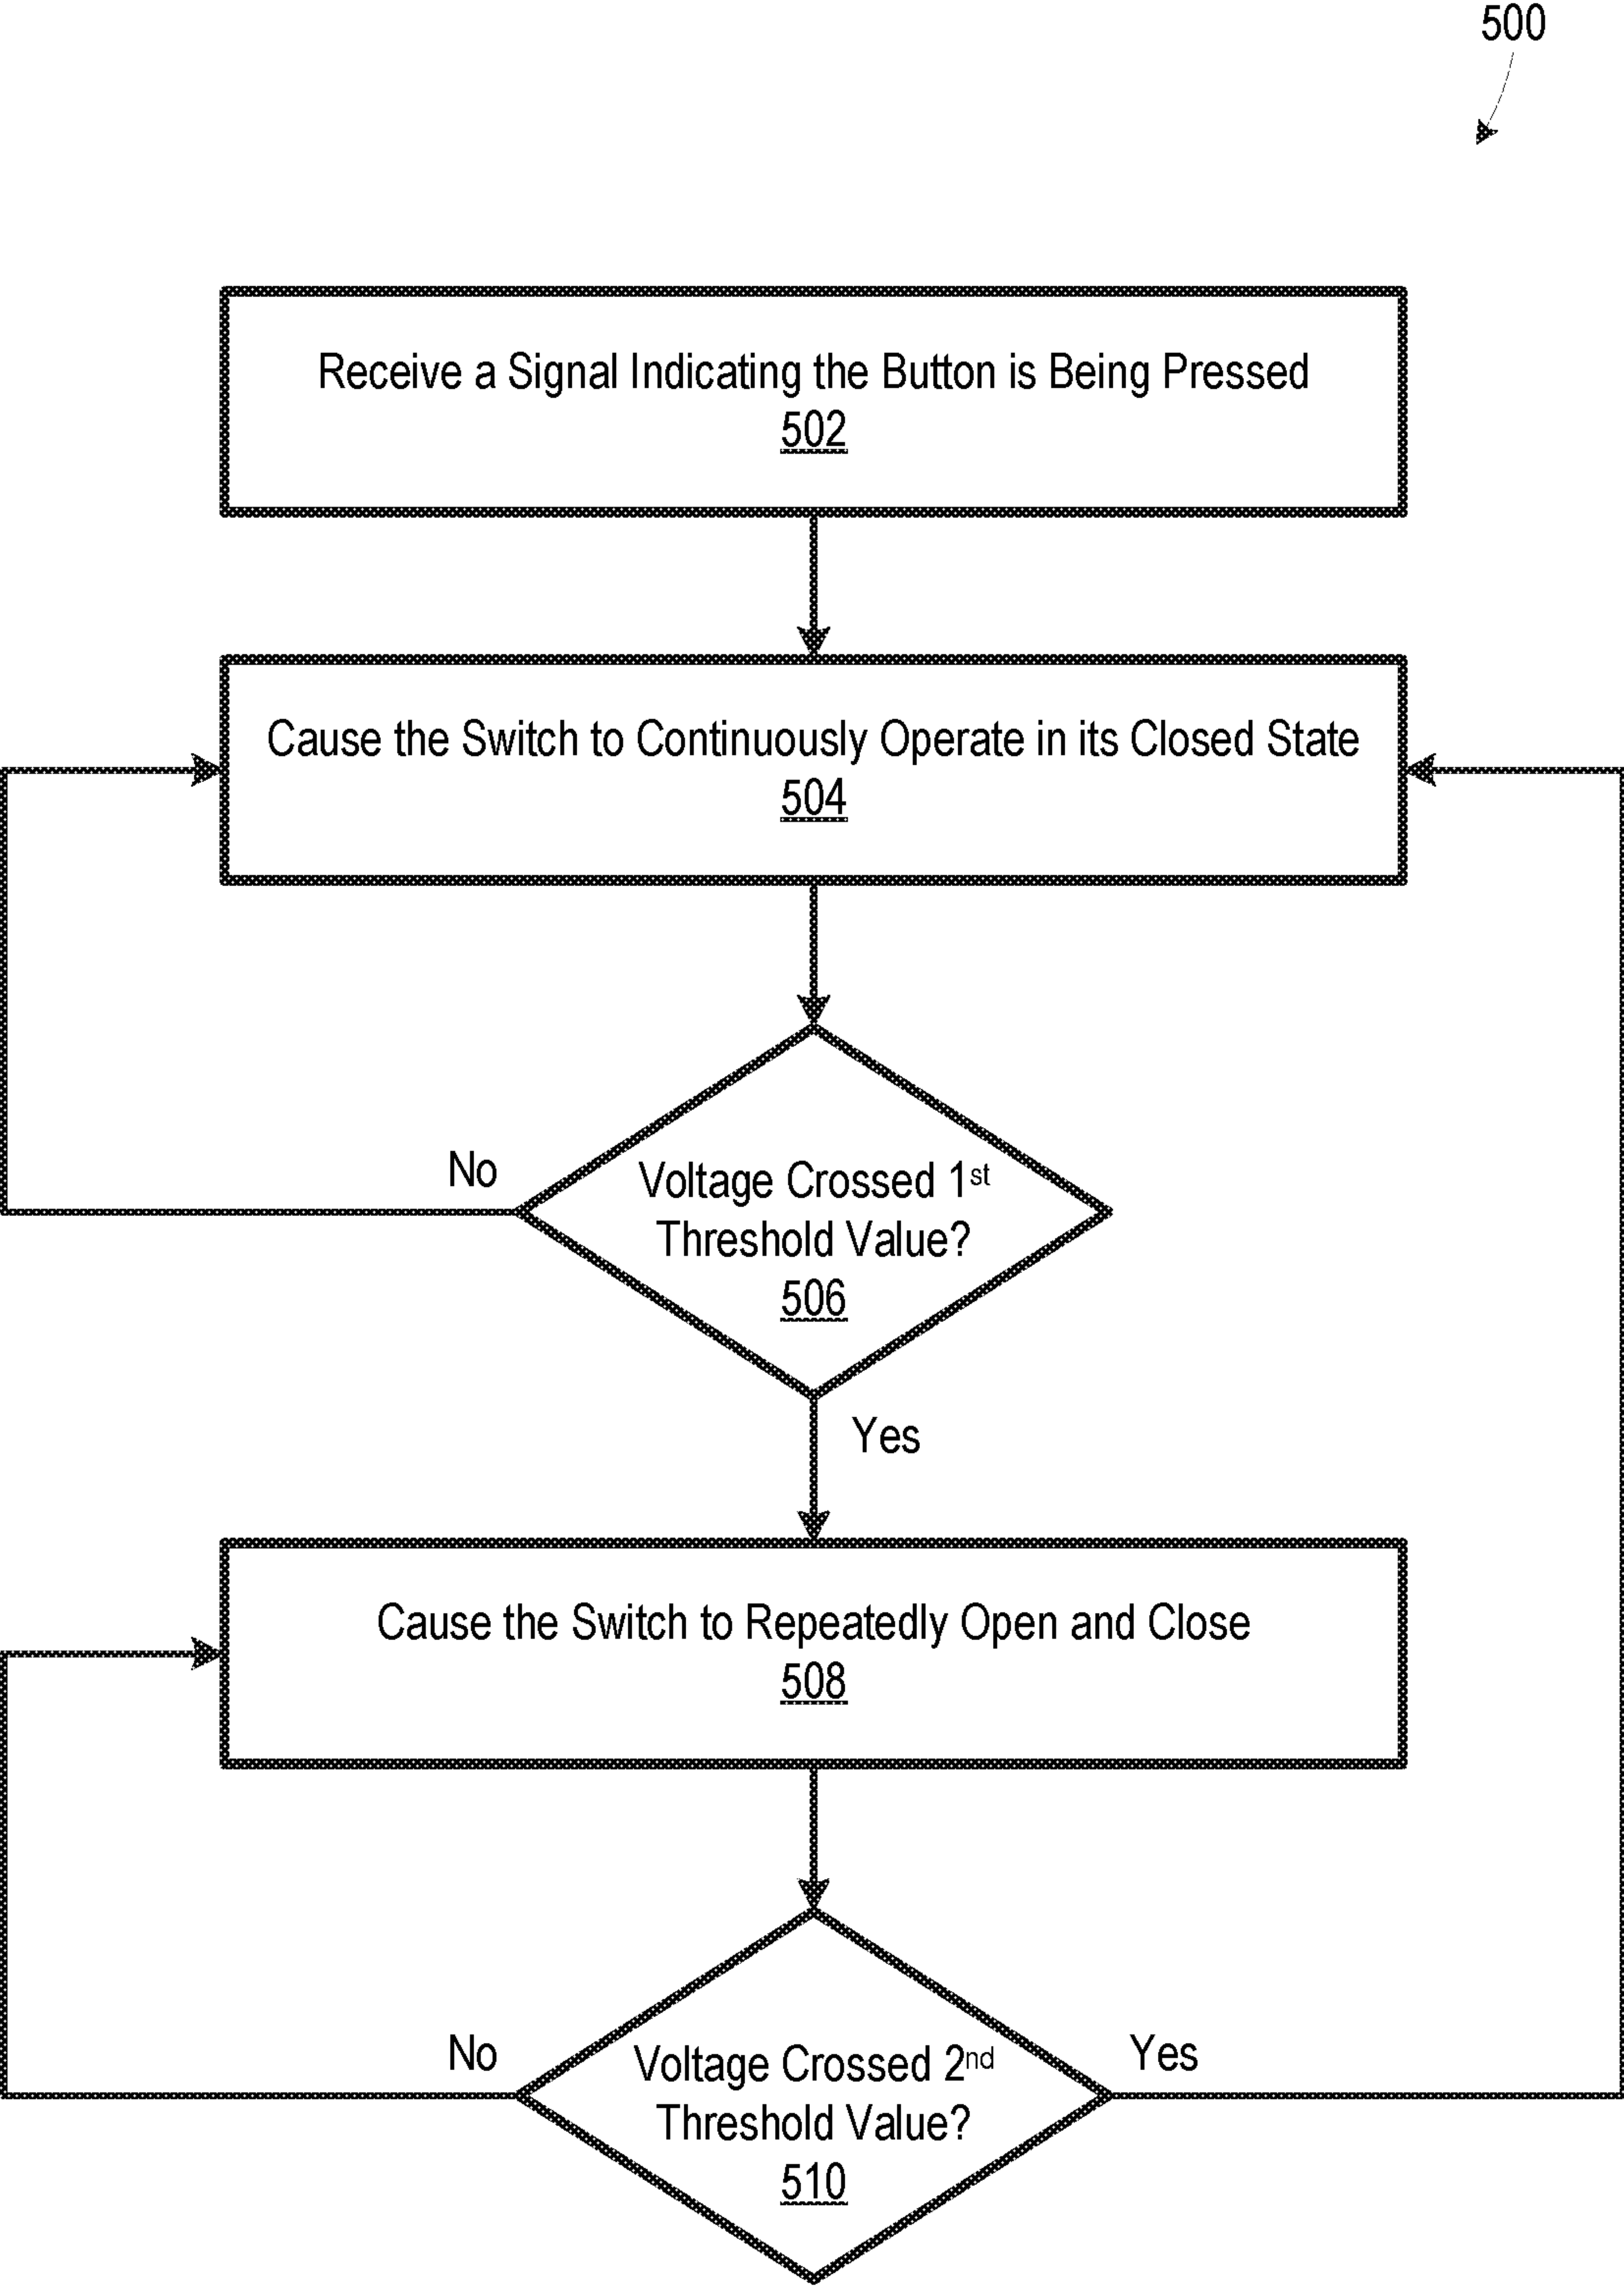 500
Receive a Signal Indicating the Button is Being Pressed
502
Cause the Switch to Continuously Operate in its Closed State
504
No
Voltage Crossed 1st
Threshold Value?
506
Yes
Cause the Switch to Repeatedly Open and Close
508
No
Voltage Crossed 2nd
Threshold Value?
510
Yes